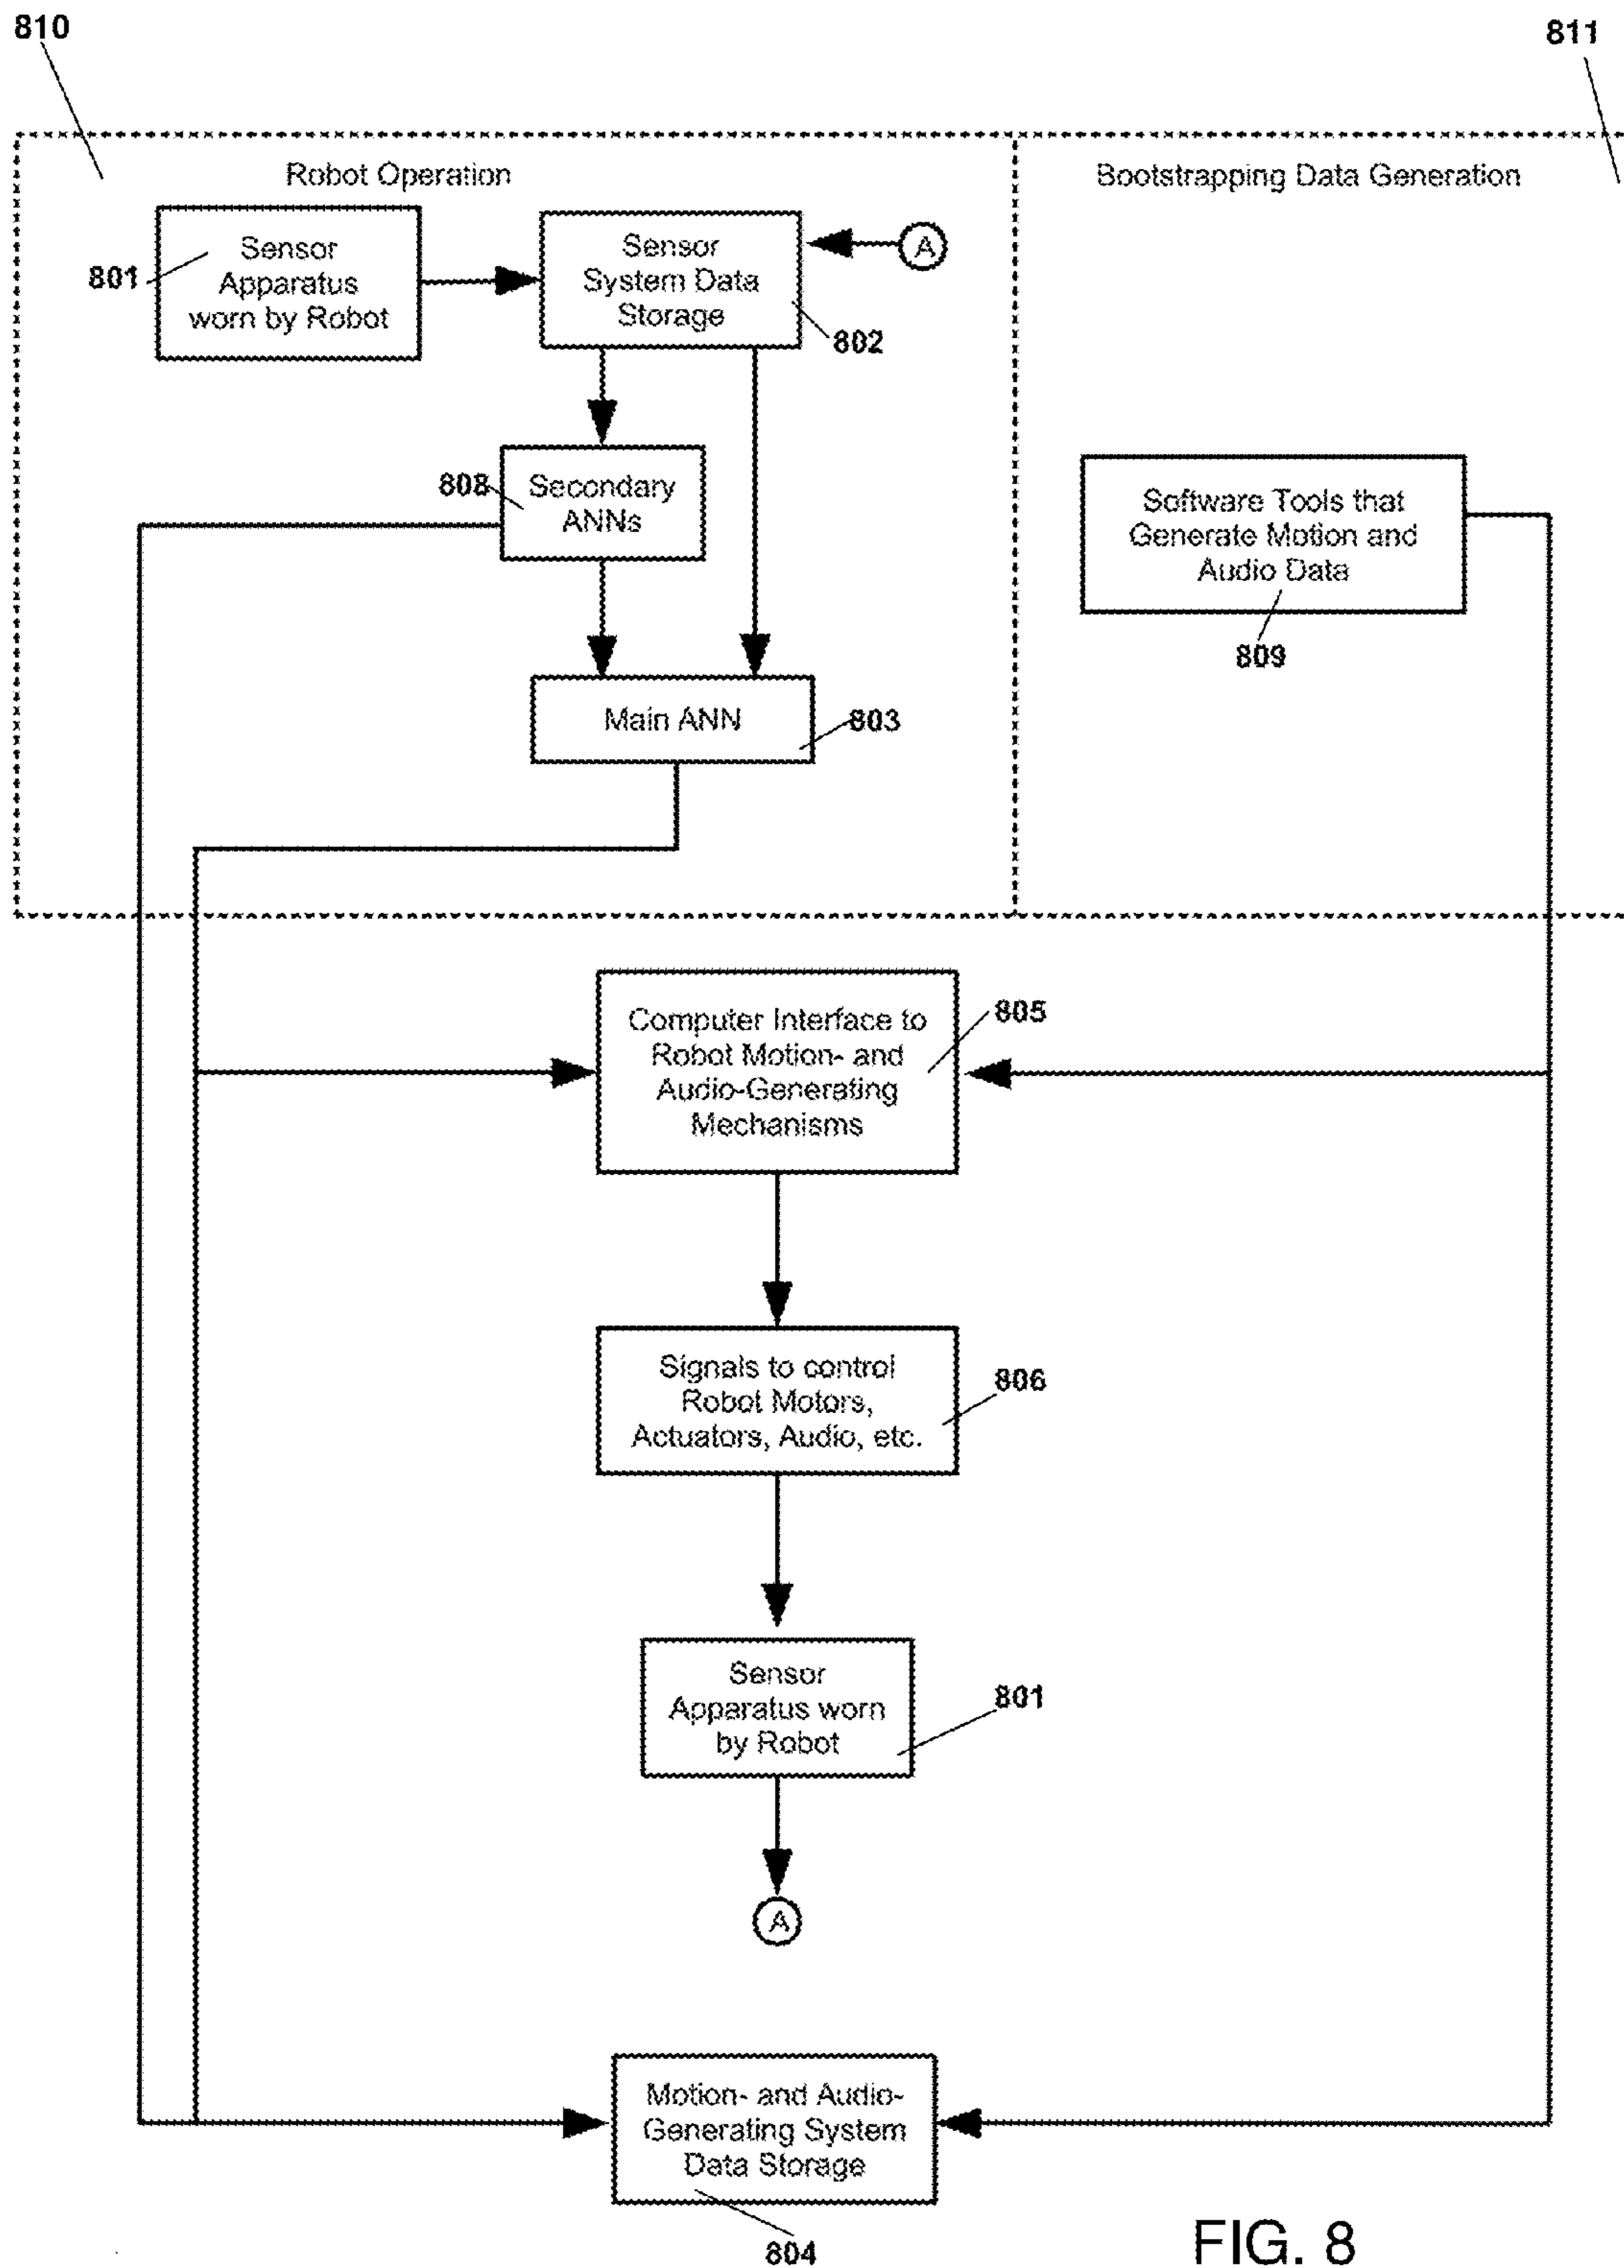 810
811
Robot Operation
Bootstrapping Data Generation
801
Sensor
Apparatus
worn by Robot
Sensor
System Data
Storage
A
802
808
Secondary
ANNs
Software Tools that
Generate Motion and
Audio Data
809
Main ANN
803
Computer Interface to
Robot Motion- and
Audio-Generating
Mechanisms
805
Signals to control
Robot Motors,
Actuators, Audio, etc.
806
Sensor
Apparatus worn
by Robot
801
A
Motion- and Audio-
Generating System
Data Storage
804
FIG. 8